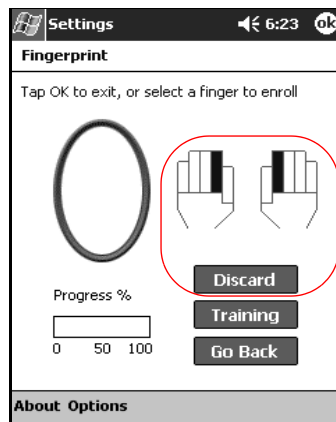 Settings 6:23 ok
Fingerprint
Tap OK to exit, or select a finger to enroll
Discard
Progress %
Training
0 50 100
Go Back
About Options